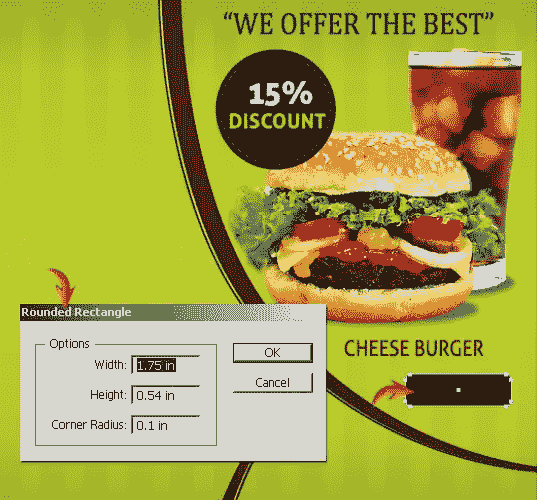 “WE OFFER THE BEST”
15%
DISCOUNT
Rounded Rectangle
Options
Width: 1.75 in
Height: 0.54 in
Corner Radius: 0.1 in
OK
Cancel
CHEESE BURGER